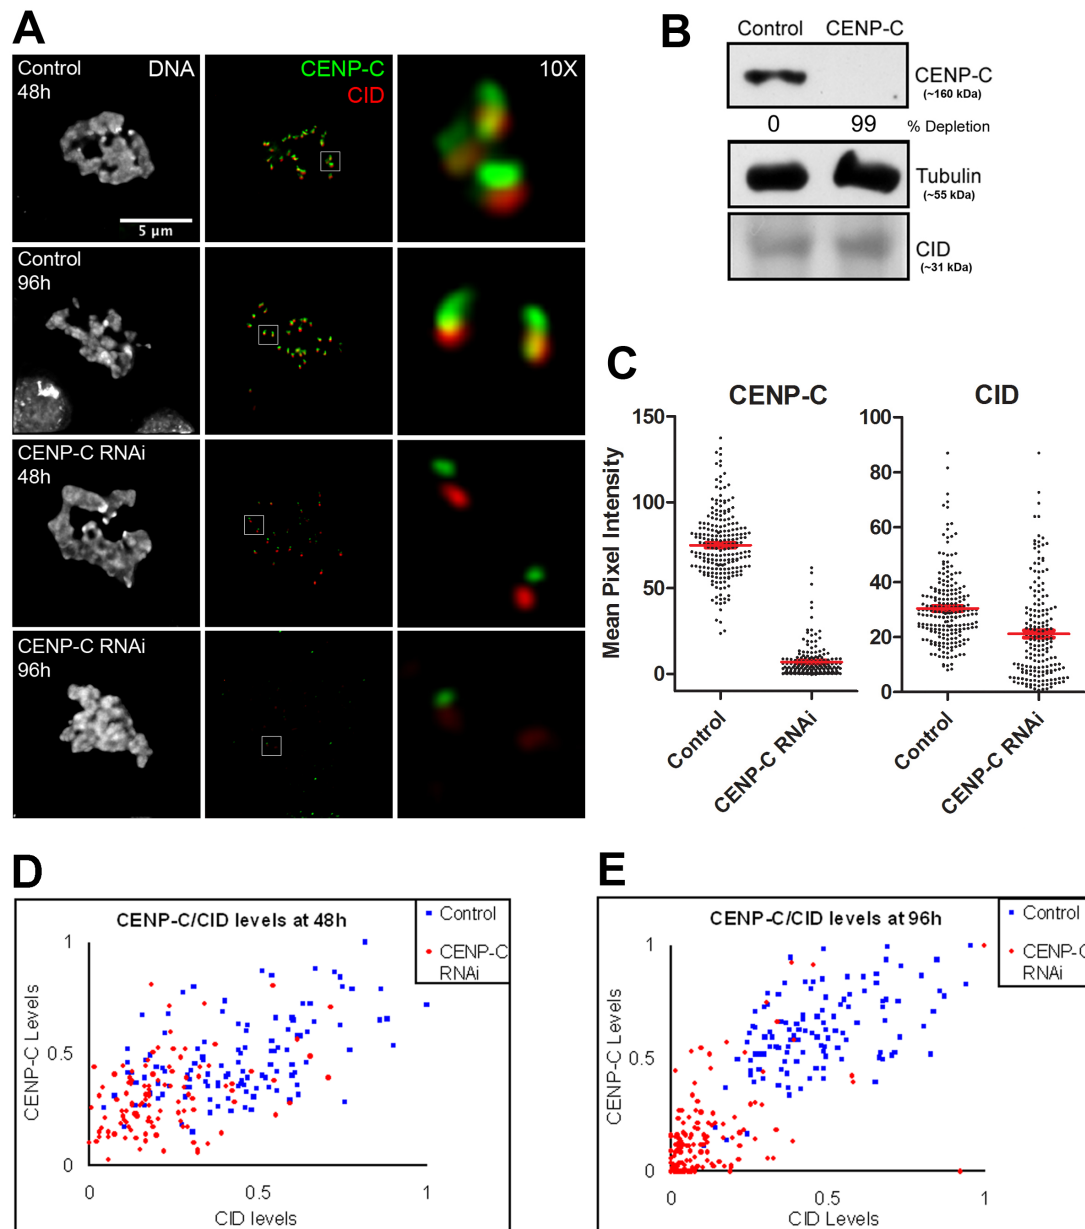 A
Control
48h
DNA
CENP-C
CID
10X
5 µm
Control
96h
CENP-C RNAi
48h
CENP-C RNAi
96h
B
Control CENP-C
CENP-C
(~160 kDa)
0 99 % Depletion
Tubulin
(~55 kDa)
CID
(~31 kDa)
C
CENP-C
CID
Mean Pixel Intensity
150
100
50
0
Control
CENP-C RNAi
100
80
60
40
20
0
Control
CENP-C RNAi
D
CENP-C/CID levels at 48h
Control
CENP-C
RNAi
CENP-C Levels
1
0.5
0
0 0.5 1
CID levels
E
CENP-C/CID levels at 96h
Control
CENP-C
RNAi
CENP-C Levels
1
0.5
0
0 0.5 1
CID Levels